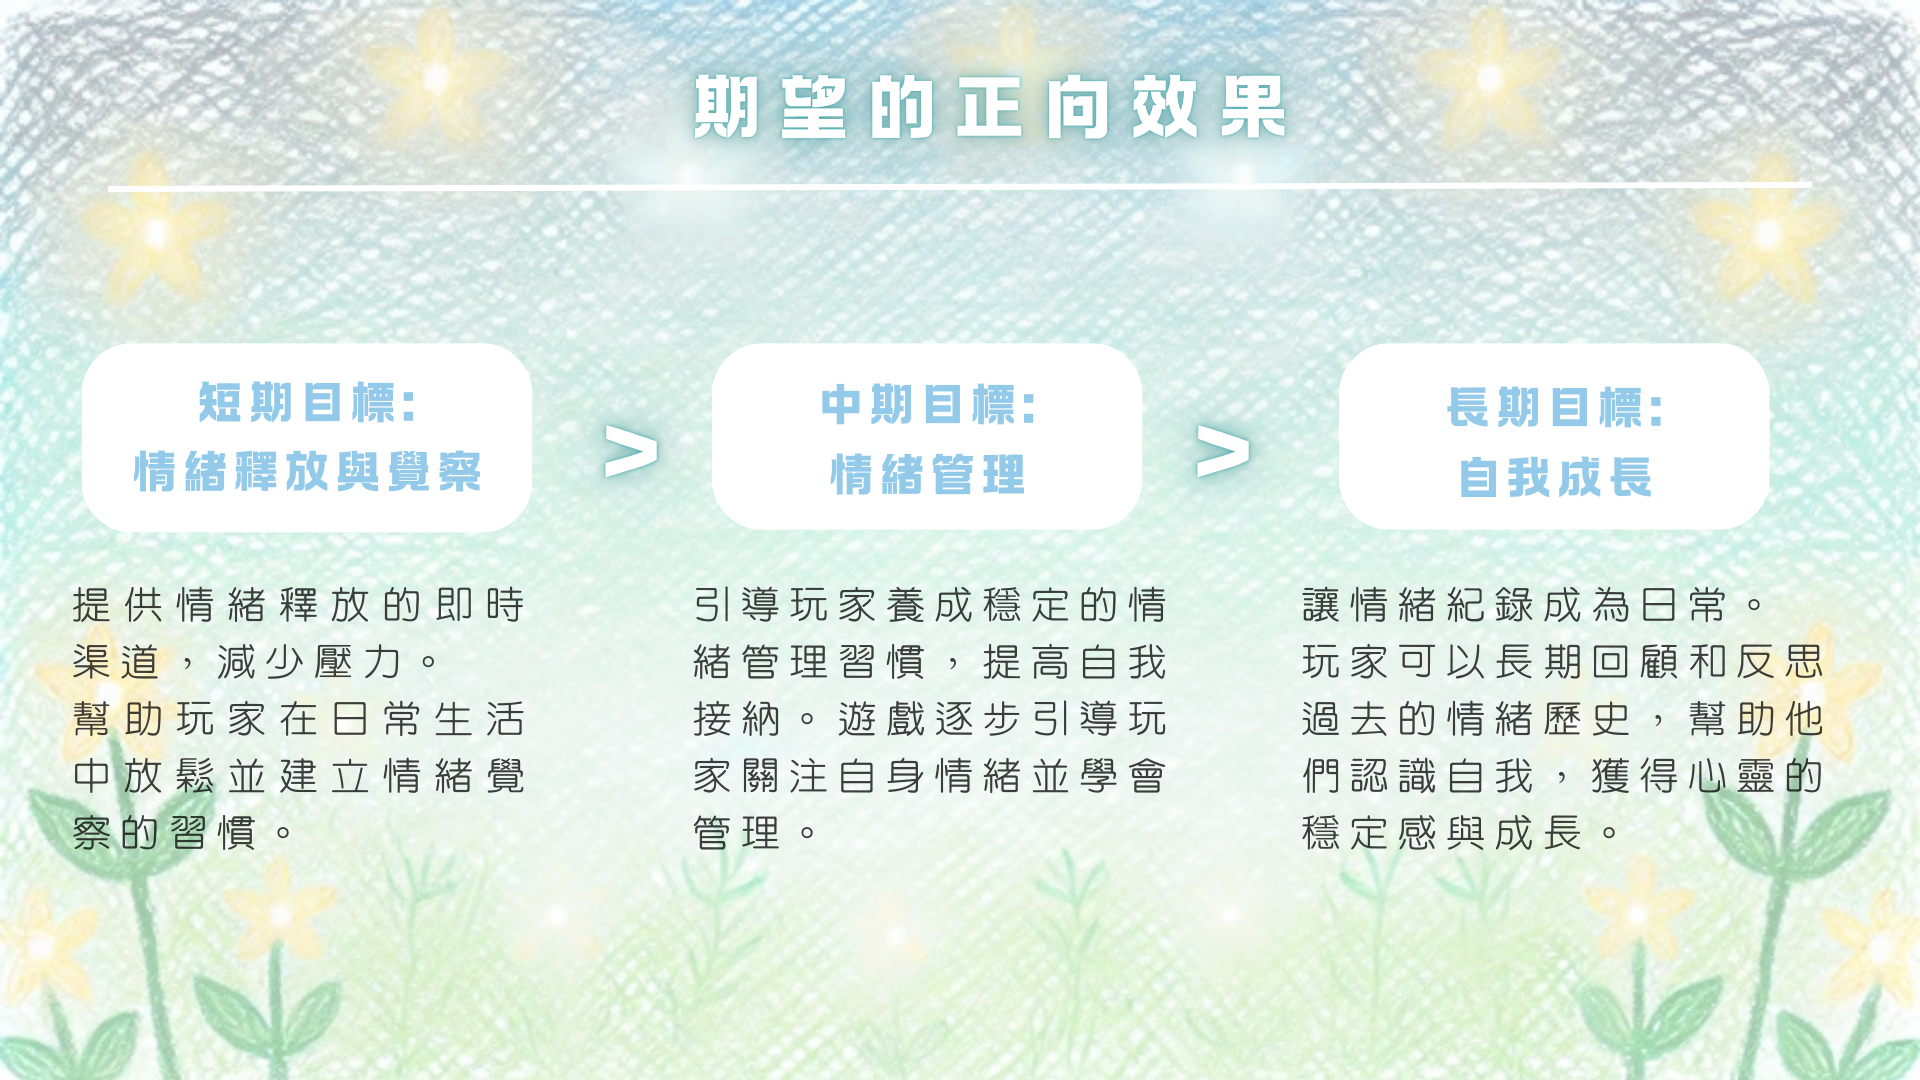 期望的正向效果
短期目標:
情緒釋放與覺察
>
中期目標:
情緒管理
>
長期目標:
自我成長
提供情緒釋放的即時
渠道，減少壓力。
幫助玩家在日常生活
中放鬆並建立情緒覺
察的習慣。
引導玩家養成穩定的情
緒管理習慣，提高自我
接納。遊戲逐步引導玩
家關注自身情緒並學會
管理。
讓情緒紀錄成為日常。
玩家可以長期回顧和反思
過去的情緒歷史，幫助他
們認識自我，獲得心靈的
穩定感與成長。